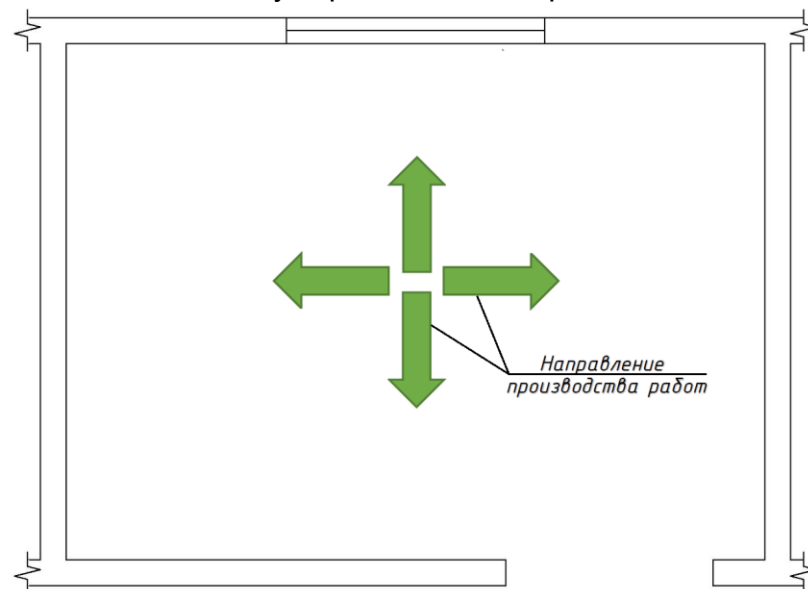 Направление
производства работ